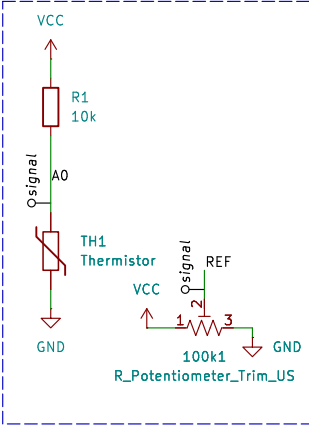 VCC
R1
10k
signal
A0
TH1
Thermistor
GND
signal
REF
VCC
2
1
3
GND
100k1
R_Potentiometer_Trim_US